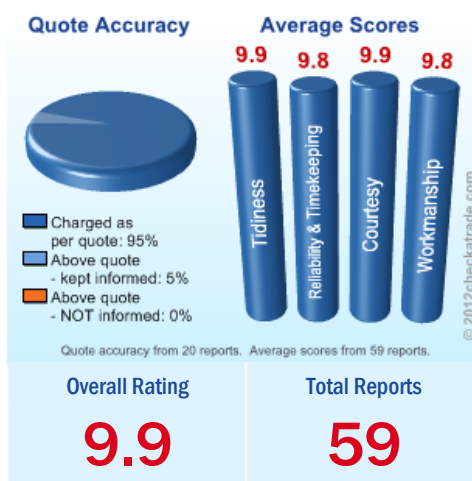 Quote Accuracy
Average Scores
9.9
9.8
9.9
9.8
Tidiness
Reliability & Timekeeping
Courtesy
Workmanship
Charged as
per quote: 95%
Above quote
- kept informed: 5%
Above quote
- NOT informed: 0%
© 2012checkatrade.com
Quote accuracy from 20 reports. Average scores from 59 reports.
Overall Rating
Total Reports
9.9
59